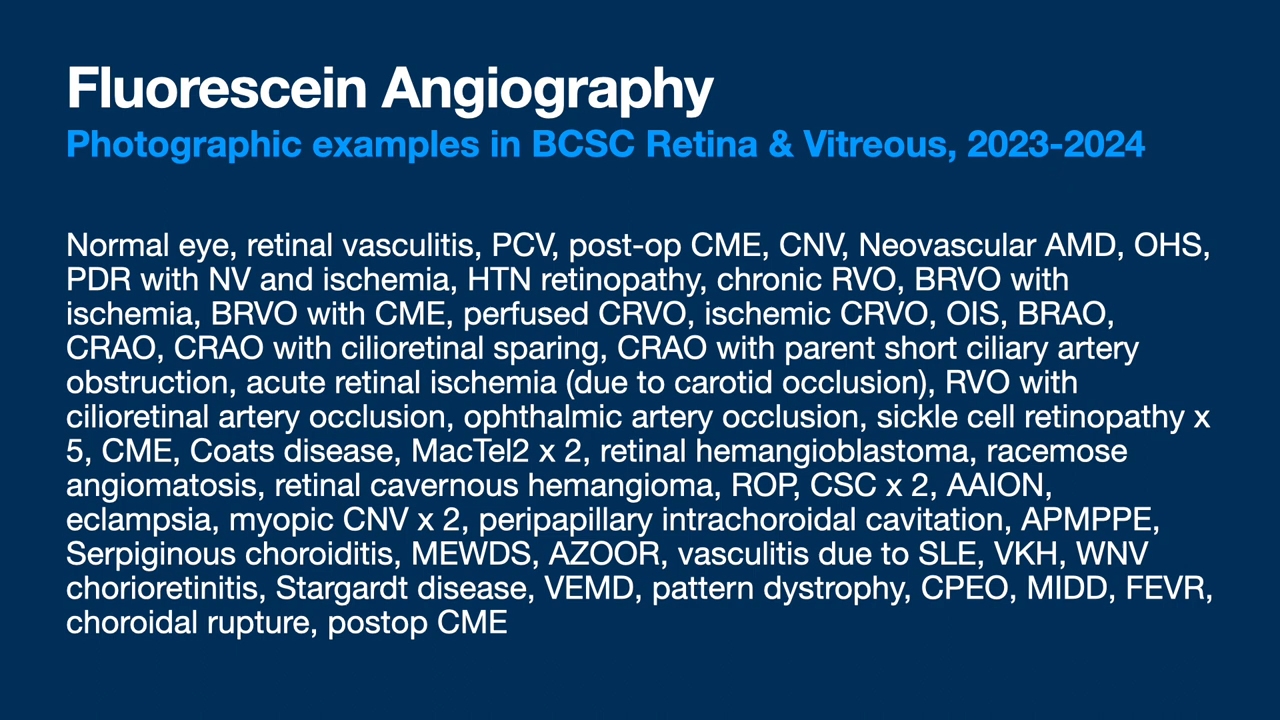 Fluorescein Angiography
Photographic examples in BCSC Retina & Vitreous, 2023-2024
Normal eye, retinal vasculitis, PCV, post-op CME, CNV, Neovascular AMD, OHS,
PDR with NV and ischemia, HTN retinopathy, chronic RVO, BRVO with
ischemia, BRVO with CME, perfused CRVO, ischemic CRVO, OIS, BRAO,
CRAO, CRAO with cilioretinal sparing, CRAO with parent short ciliary artery
obstruction, acute retinal ischemia (due to carotid occlusion), RVO with
cilioretinal artery occlusion, ophthalmic artery occlusion, sickle cell retinopathy x
5, CME, Coats disease, MacTel2 x 2, retinal hemangioblastoma, racemose
angiomatosis, retinal cavernous hemangioma, ROP, CSC x 2, AAION,
eclampsia, myopic CNV x 2, peripapillary intrachoroidal cavitation, APMPPE,
Serpiginous choroiditis, MEWDS, AZOOR, vasculitis due to SLE, VKH, WNV
chorioretinitis, Stargardt disease, VEMD, pattern dystrophy, CPEO, MIDD, FEVR,
choroidal rupture, postop CME